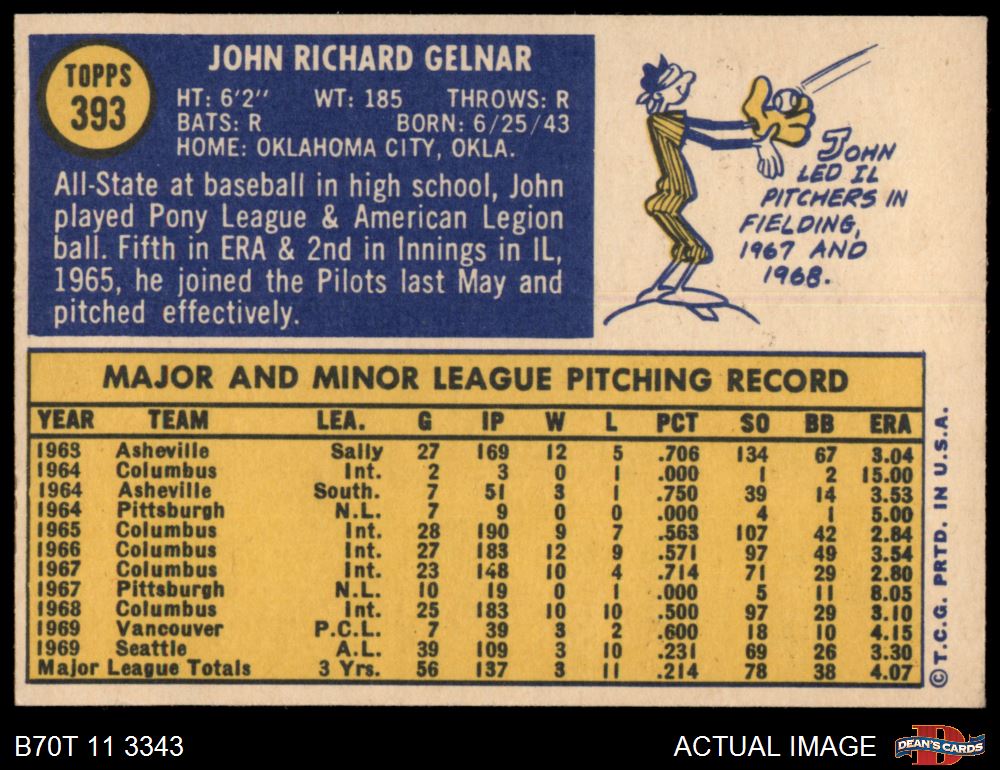 TOPPS
393
JOHN RICHARD GELNAR
HT: 6'2" WT: 185 THROWS: R
BATS: R BORN: 6/25/43
HOME: OKLAHOMA CITY, OKLA.
All-State at baseball in high school, John
played Pony League & American Legion
ball. Fifth in ERA & 2nd in Innings in IL,
1965, he joined the Pilots last May and
pitched effectively.
JOHN
LED IL
PITCHERS IN
FIELDING,
1967 AND
1968.
MAJOR AND MINOR LEAGUE PITCHING RECORD
YEAR TEAM LEA. G IP W L PCT SO BB ERA
1963 Asheville Sally 27 169 12 5 .706 134 67 3.04
1964 Columbus Int. 2 3 0 1 .000 1 2 15.00
1964 Asheville South. 7 51 3 1 .750 39 14 3.53
1964 Pittsburgh N.L. 7 9 0 0 .000 4 1 5.00
1965 Columbus Int. 28 190 9 7 .563 107 42 2.84
1966 Columbus Int. 27 183 12 9 .571 97 49 3.54
1967 Columbus Int. 23 148 10 4 .714 71 29 2.80
1967 Pittsburgh N.L. 10 19 0 1 .000 5 11 8.05
1968 Columbus Int. 25 183 10 10 .500 97 29 3.10
1969 Vancouver P.C.L. 7 39 3 2 .600 18 10 4.15
1969 Seattle A.L. 39 109 3 10 .231 69 26 3.30
Major League Totals 3 Yrs. 56 137 3 11 .214 78 38 4.07
© T.C.G. PRTD. IN U.S.A.
B70T 11 3343
ACTUAL IMAGE
D
DEAN'S CARDS